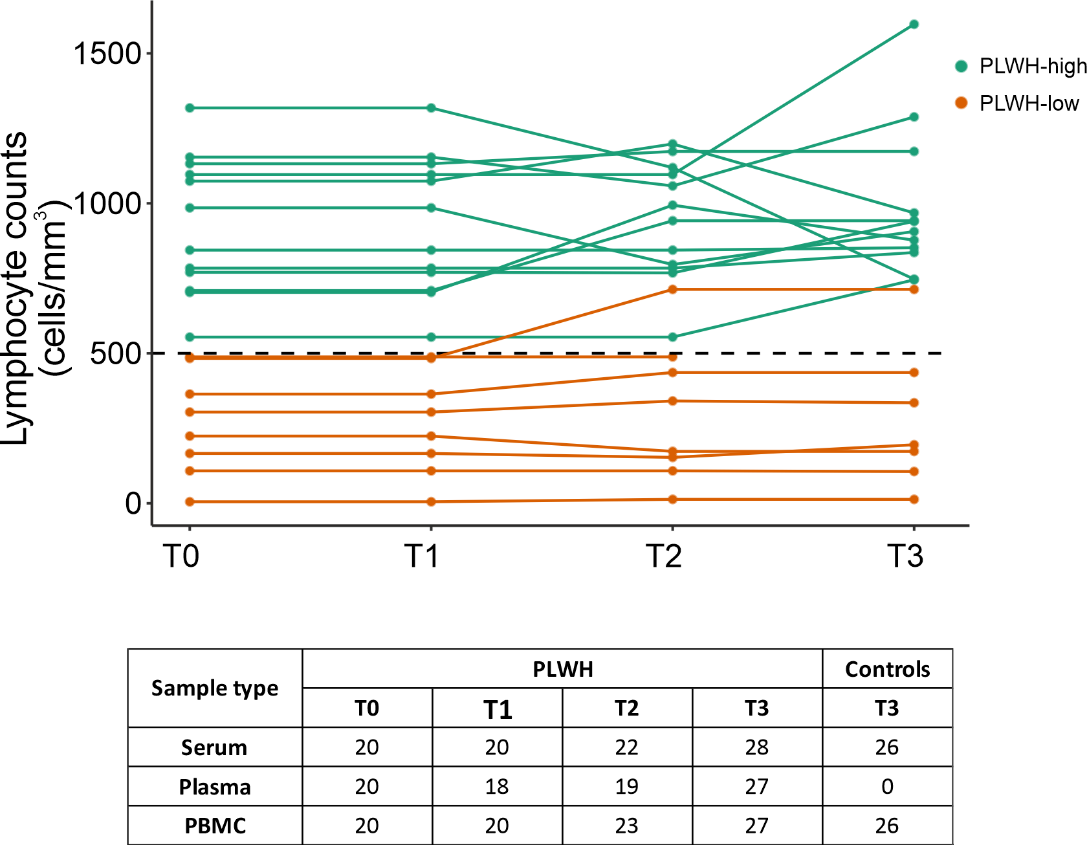 1500
1000
500
0
Lymphocyte counts
(cells/mm³)
T0 T1 T2 T3
PLWH-high
PLWH-low
Sample type PLWH Controls
T0 T1 T2 T3 T3
Serum 20 20 22 28 26
Plasma 20 18 19 27 0
PBMC 20 20 23 27 26